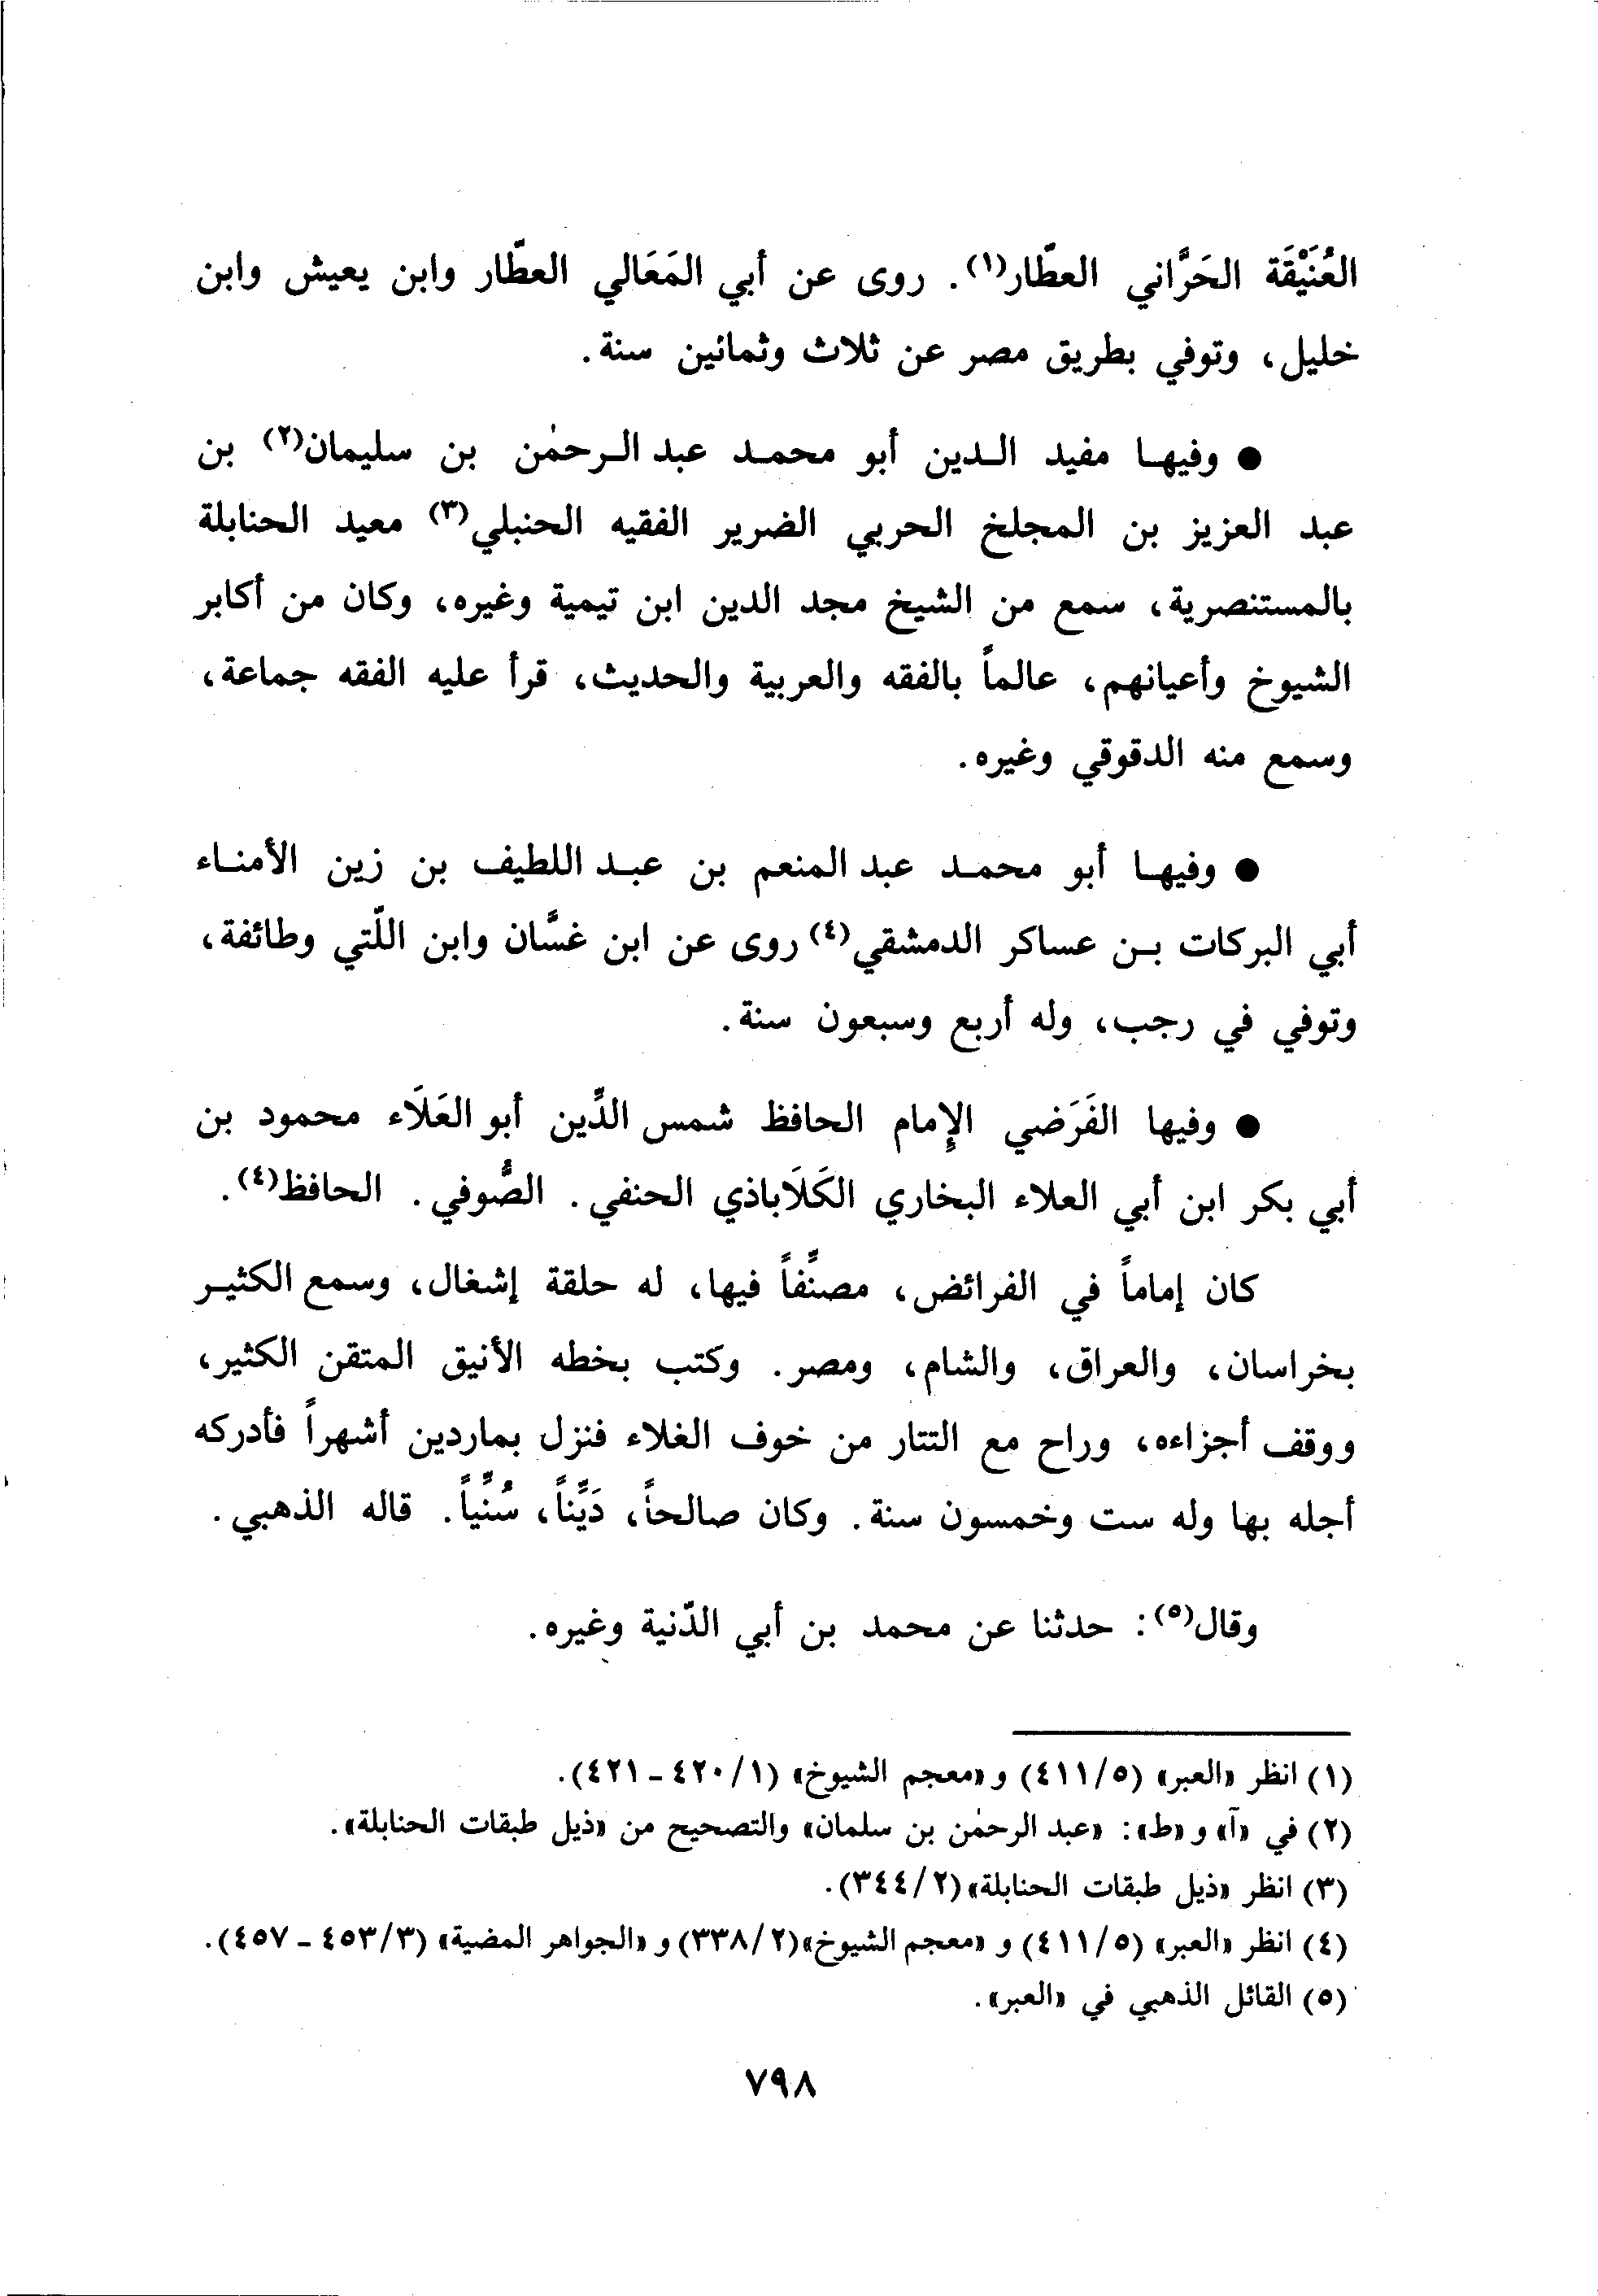 العُنَيْقَة الحَرَّاني العطّار(١). روى عن أبي المَعَالي العطّار وابن يعيش وابن
خليل، وتوفي بطريق مصر عن ثلاث وثمانين سنة.
● وفيها مفيد الدين أبو محمد عبد الرحمٰن بن سليمان(٢) بن
عبد العزيز بن المجلخ الحربي الضرير الفقيه الحنبلي(٣) معيد الحنابلة
بالمستنصرية، سمع من الشيخ مجد الدين ابن تيمية وغيره، وكان من أكابر
الشيوخ وأعيانهم، عالماً بالفقه والعربية والحديث، قرأ عليه الفقه جماعة،
وسمع منه الدقوقي وغيره.
● وفيها أبو محمد عبد المنعم بن عبد اللطيف بن زين الأمناء
أبي البركات بن عساكر الدمشقي(٤) روى عن ابن غسَّان وابن اللّتي وطائفة،
وتوفي في رجب، وله أربع وسبعون سنة.
● وفيها الفَرَضي الإِمام الحافظ شمس الدِّين أبو العَلَاء محمود بن
أبي بكر ابن أبي العلاء البخاري الكَلَاباذي الحنفي. الصُّوفي. الحافظ(٤).
كان إماماً في الفرائض، مصنِّفاً فيها، له حلقة إشغال، وسمع الكثير
بخراسان، والعراق، والشام، ومصر. وكتب بخطه الأنيق المتقن الكثير،
ووقف أجزاءه، وراح مع التتار من خوف الغلاء فنزل بماردين أشهراً فأدركه
أجله بها وله ست وخمسون سنة. وكان صالحاً، دَيِّناً، سُنِّياً. قاله الذهبي.
وقال(٥): حدثنا عن محمد بن أبي الدّنية وغيره.
(١) انظر «العبر» (٤١١/٥) و «معجم الشيوخ» (٤٢٠/١ - ٤٢١).
(٢) في «آ» و «ط»: «عبد الرحمٰن بن سلمان» والتصحيح من «ذيل طبقات الحنابلة».
(٣) انظر «ذيل طبقات الحنابلة» (٣٤٤/٢).
(٤) انظر «العبر» (٤١١/٥) و «معجم الشيوخ» (٣٣٨/٢) و «الجواهر المضية» (٤٥٣/٣ - ٤٥٧).
(٥) القائل الذهبي في «العبر».
٧٩٨